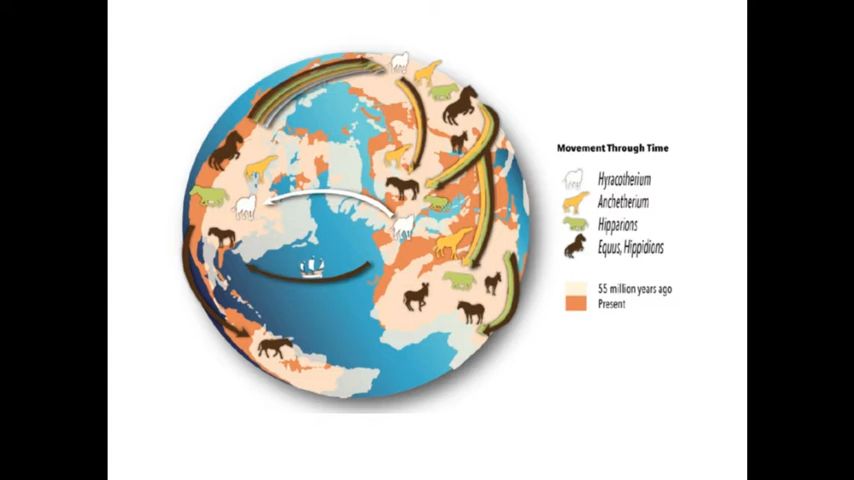 Movement Through Time
Hyracotherium
Anchetherium
Hipparions
Equus, Hippidions
55 million years ago
Present